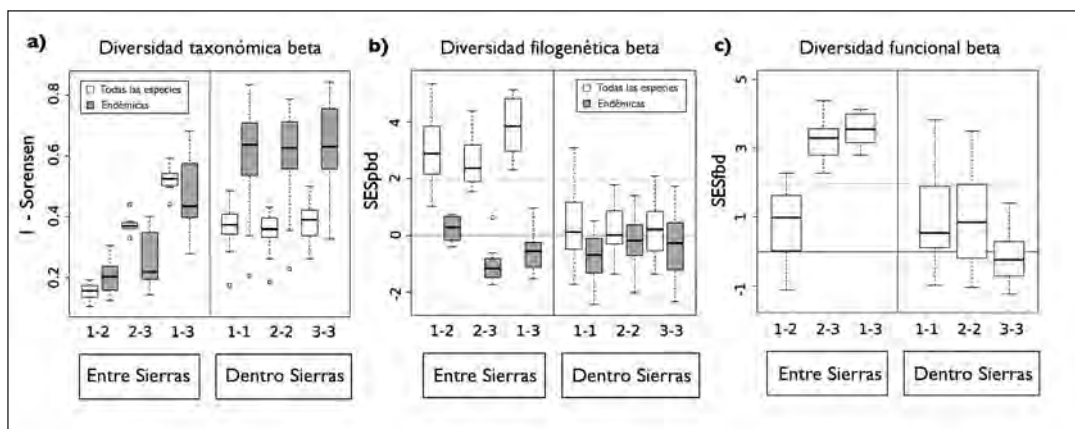 a) Diversidad taxonómica beta
Todas las especies
Endémicas
I - Sorensen
0.8
0.6
0.4
0.2
1-2 2-3 1-3 1-1 2-2 3-3
Entre Sierras Dentro Sierras
b) Diversidad filogenética beta
Todas las especies
Endémicas
SESpbd
4
2
0
-2
1-2 2-3 1-3 1-1 2-2 3-3
Entre Sierras Dentro Sierras
c) Diversidad funcional beta
SESfbd
5
3
1
-1
1-2 2-3 1-3 1-1 2-2 3-3
Entre Sierras Dentro Sierras